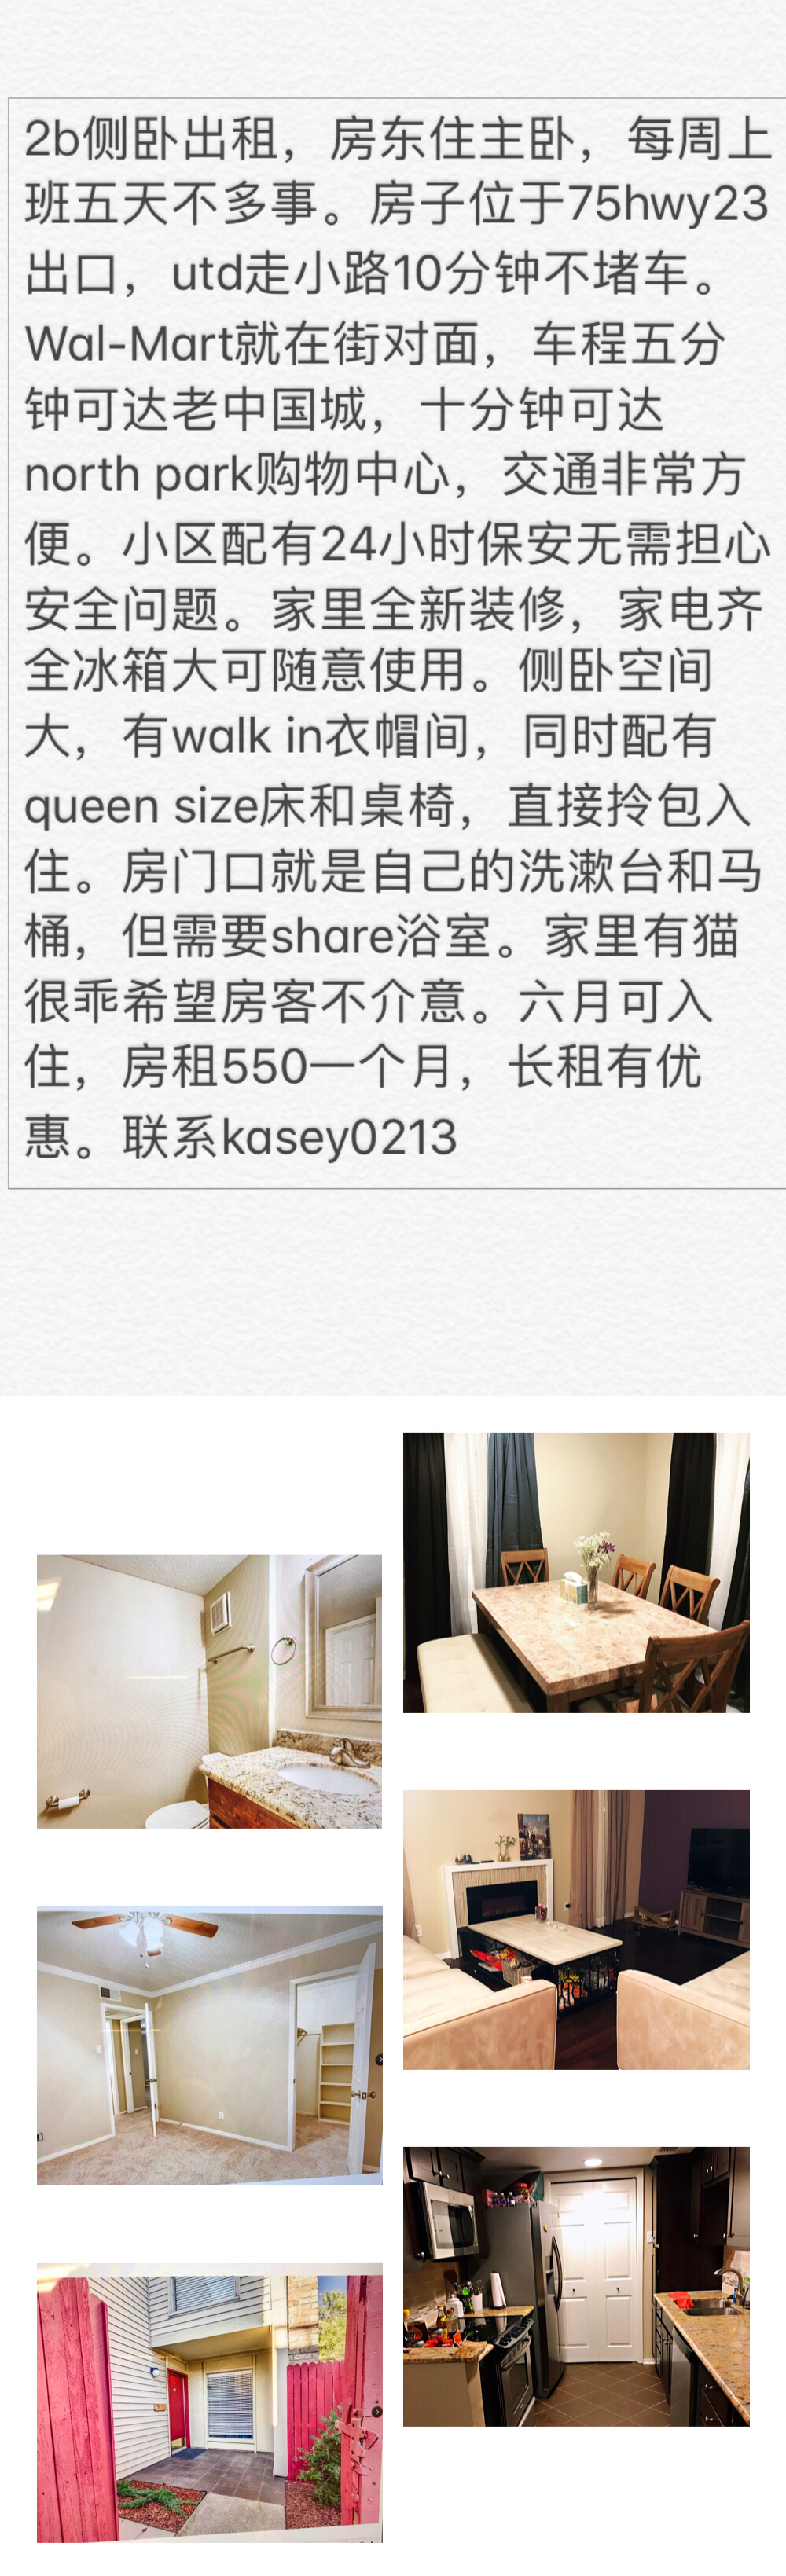 2b侧卧出租，房东住主卧，每周上
班五天不多事。房子位于75hwy23
出口，utd走小路10分钟不堵车。
Wal-Mart就在街对面，车程五分
钟可达老中国城，十分钟可达
north park购物中心，交通非常方
便。小区配有24小时保安无需担心
安全问题。家里全新装修，家电齐
全冰箱大可随意使用。侧卧空间
大，有walk in衣帽间，同时配有
queen size床和桌椅，直接拎包入
住。房门口就是自己的洗漱台和马
桶，但需要share浴室。家里有猫
很乖希望房客不介意。六月可入
住，房租550一个月，长租有优
惠。联系kasey0213